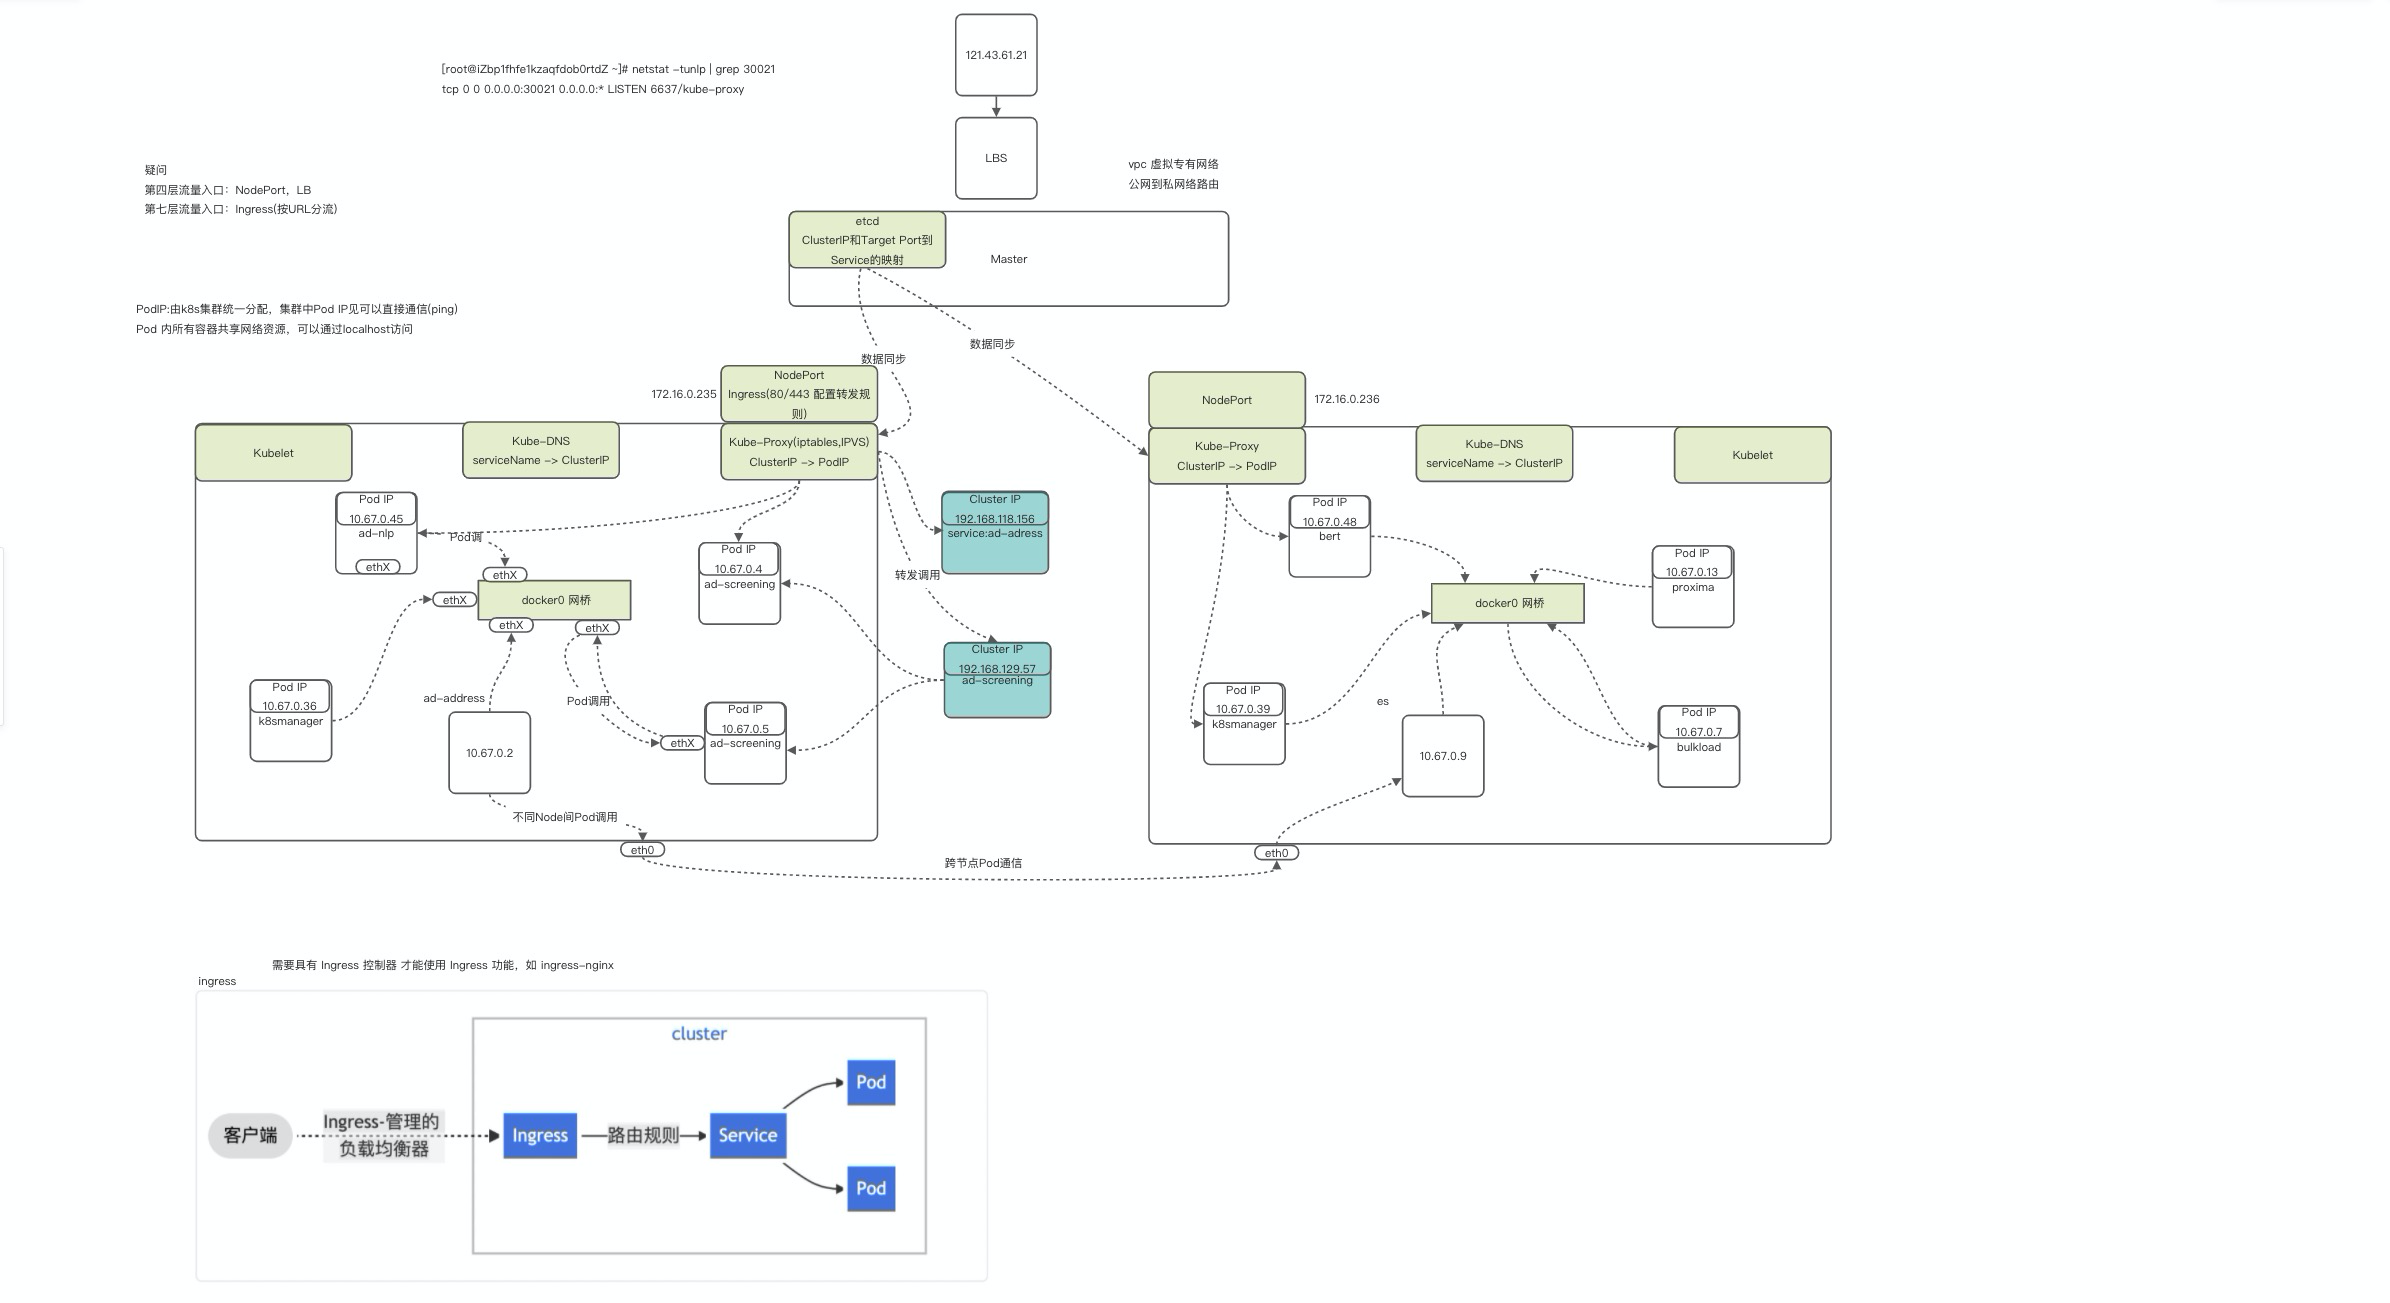 121.43.61.21
[root@iZbp1fhfe1kzaqfdob0rtdZ ~]# netstat -tunlp | grep 30021
tcp 0 0 0.0.0.0:30021 0.0.0.0:* LISTEN 6637/kube-proxy
LBS
vpc 虚拟专有网络
公网到私网络路由
疑问
第四层流量入口：NodePort，LB
第七层流量入口：Ingress(按URL分流)
etcd
ClusterIP和Target Port到
Service的映射
Master
PodIP:由k8s集群统一分配，集群中Pod IP见可以直接通信(ping)
Pod 内所有容器共享网络资源，可以通过localhost访问
数据同步
数据同步
172.16.0.235
NodePort
Ingress(80/443 配置转发规
则)
NodePort
172.16.0.236
Kubelet
Kube-DNS
serviceName -> ClusterIP
Kube-Proxy(iptables,IPVS)
ClusterIP -> PodIP
Kube-Proxy
ClusterIP -> PodIP
Kube-DNS
serviceName -> ClusterIP
Kubelet
Pod IP
10.67.0.45
ad-nlp
ethX
Pod调
ethX
ethX
docker0 网桥
ethX
ethX
Pod IP
10.67.0.4
ad-screening
Cluster IP
192.168.118.156
service:ad-adress
转发调用
Cluster IP
192.168.129.57
ad-screening
Pod IP
10.67.0.36
k8smanager
ad-address
10.67.0.2
Pod调用
ethX
Pod IP
10.67.0.5
ad-screening
不同Node间Pod调用
eth0
跨节点Pod通信
Pod IP
10.67.0.48
bert
docker0 网桥
Pod IP
10.67.0.13
proxima
Pod IP
10.67.0.39
k8smanager
es
10.67.0.9
Pod IP
10.67.0.7
bulkload
eth0
需要具有 Ingress 控制器 才能使用 Ingress 功能，如 ingress-nginx
ingress
cluster
客户端
Ingress-管理的
负载均衡器
Ingress
路由规则
Service
Pod
Pod